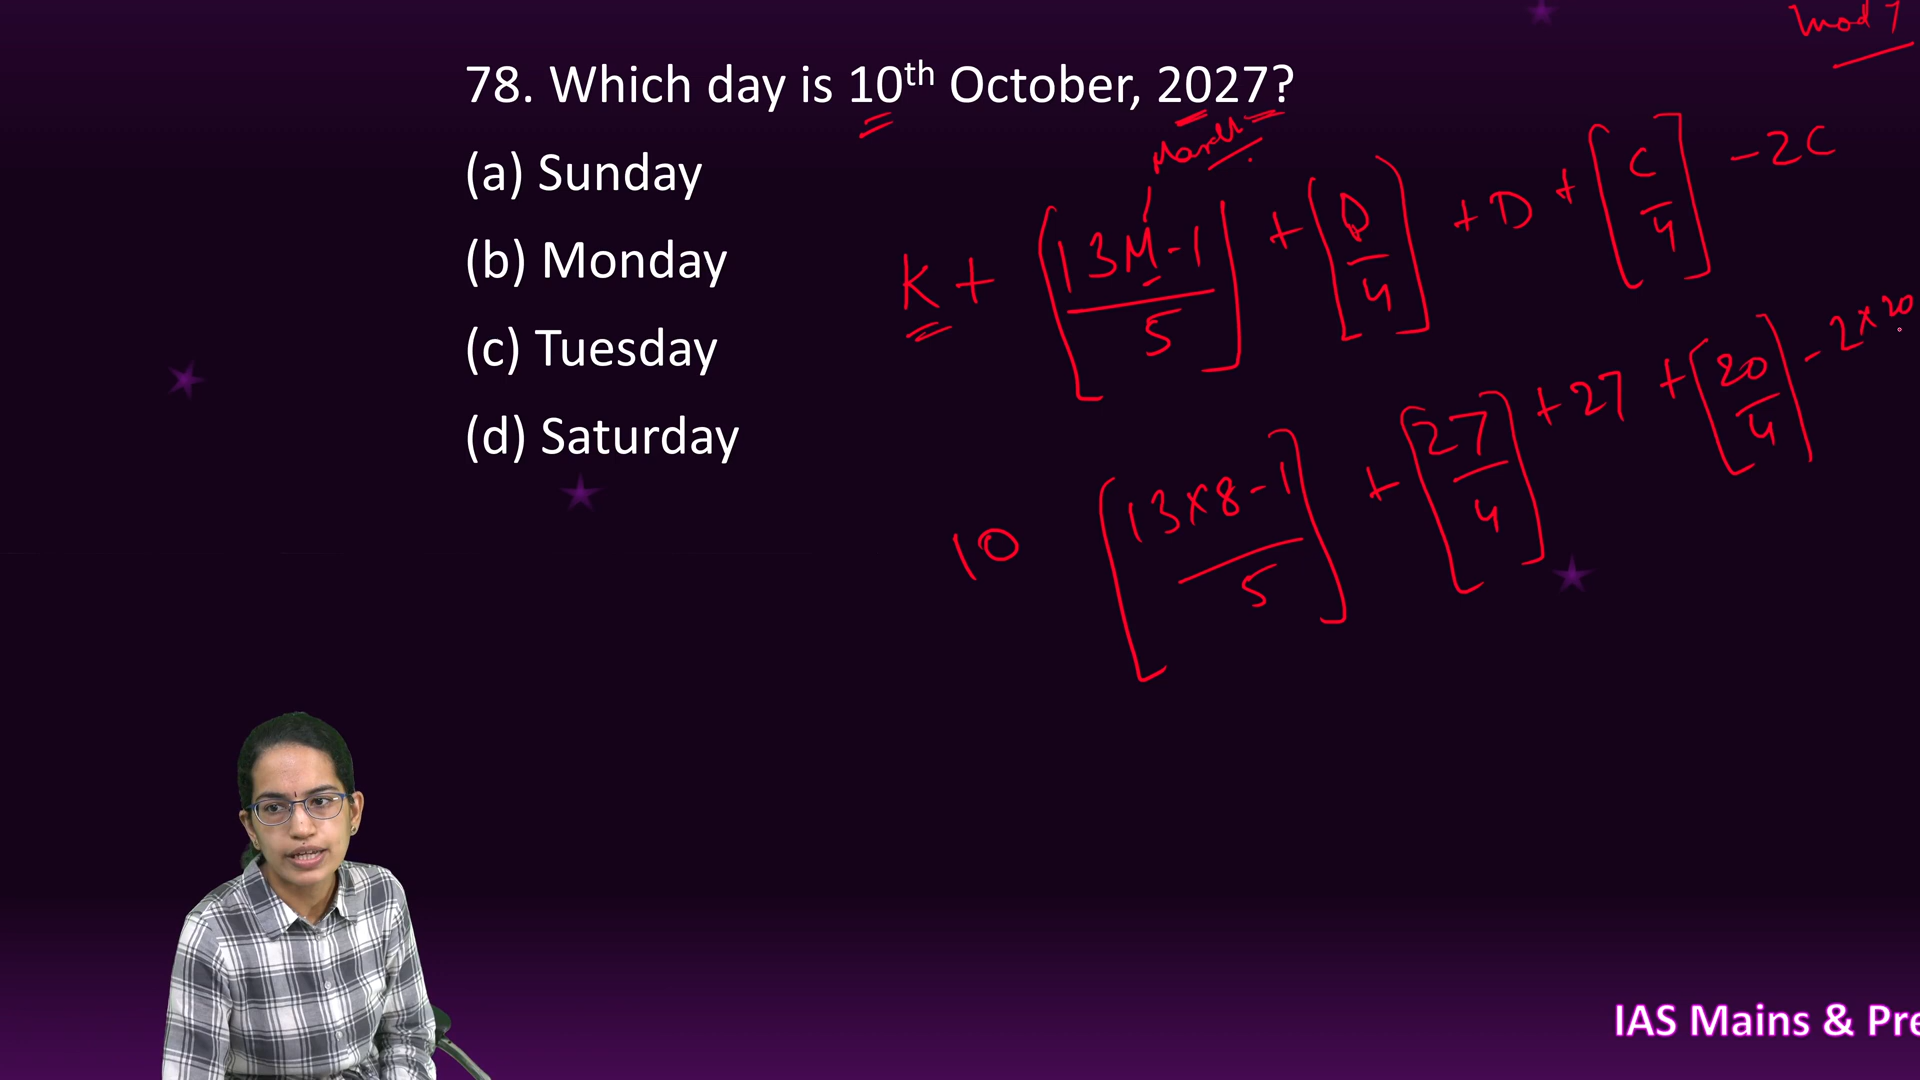 mod 7
78. Which day is 10th October, 2027?
(a) Sunday
(b) Monday
(c) Tuesday
(d) Saturday
March
K + [13M-1/5] + [D/4] + D + [C/4] - 2C
10 [13×8-1/5] + [27/4] + 27 + [20/4] - 2×20
IAS Mains & Pre